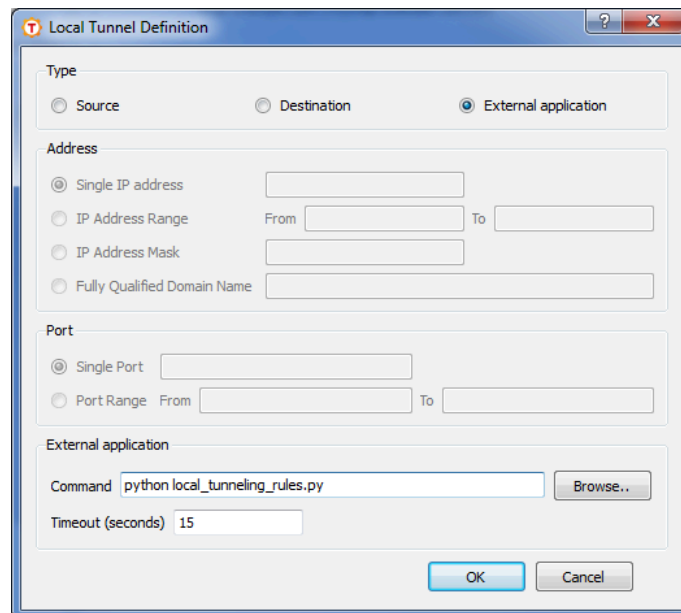 Local Tunnel Definition
Type
Source Destination External application
Address
Single IP address
IP Address Range From To
IP Address Mask
Fully Qualified Domain Name
Port
Single Port
Port Range From To
External application
Command python local_tunneling_rules.py Browse..
Timeout (seconds) 15
OK Cancel